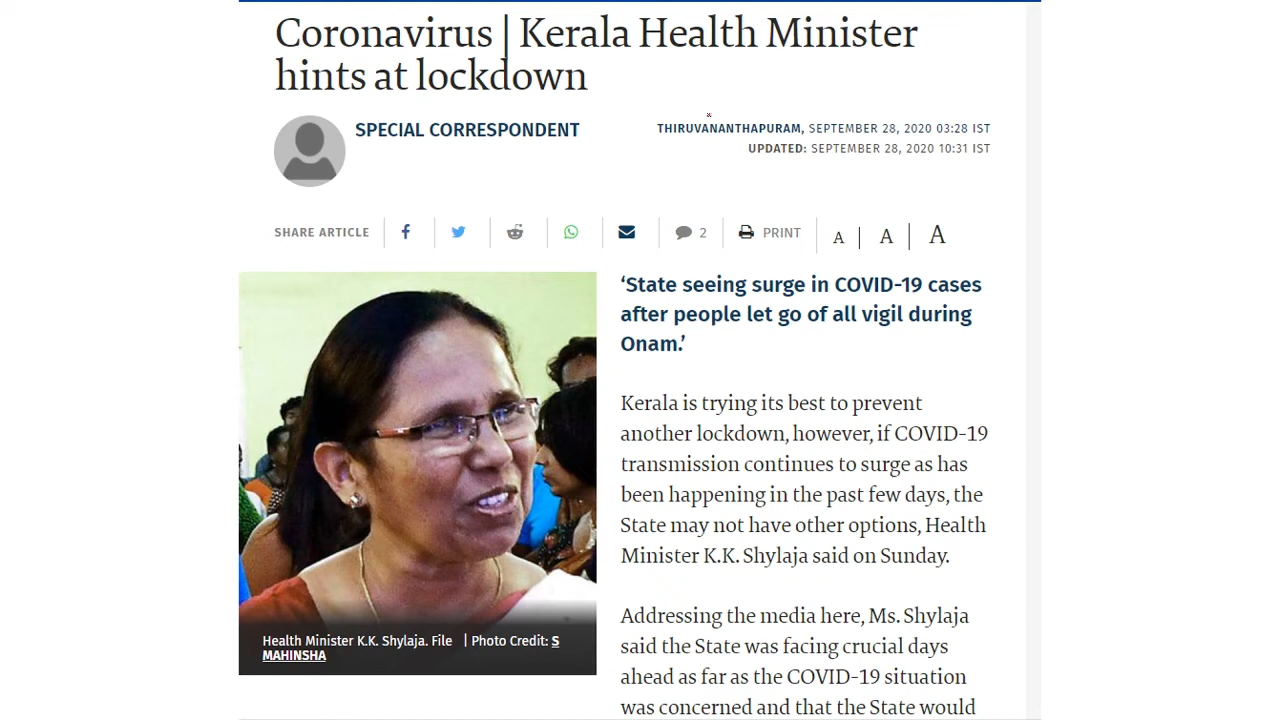 Coronavirus | Kerala Health Minister
hints at lockdown
SPECIAL CORRESPONDENT
THIRUVANANTHAPURAM, SEPTEMBER 28, 2020 03:28 IST
UPDATED: SEPTEMBER 28, 2020 10:31 IST
SHARE ARTICLE
2
PRINT
A | A | A
‘State seeing surge in COVID-19 cases
after people let go of all vigil during
Onam.’
Kerala is trying its best to prevent
another lockdown, however, if COVID-19
transmission continues to surge as has
been happening in the past few days, the
State may not have other options, Health
Minister K.K. Shylaja said on Sunday.
Addressing the media here, Ms. Shylaja
said the State was facing crucial days
ahead as far as the COVID-19 situation
was concerned and that the State would
Health Minister K.K. Shylaja. File | Photo Credit: S
MAHINSHA